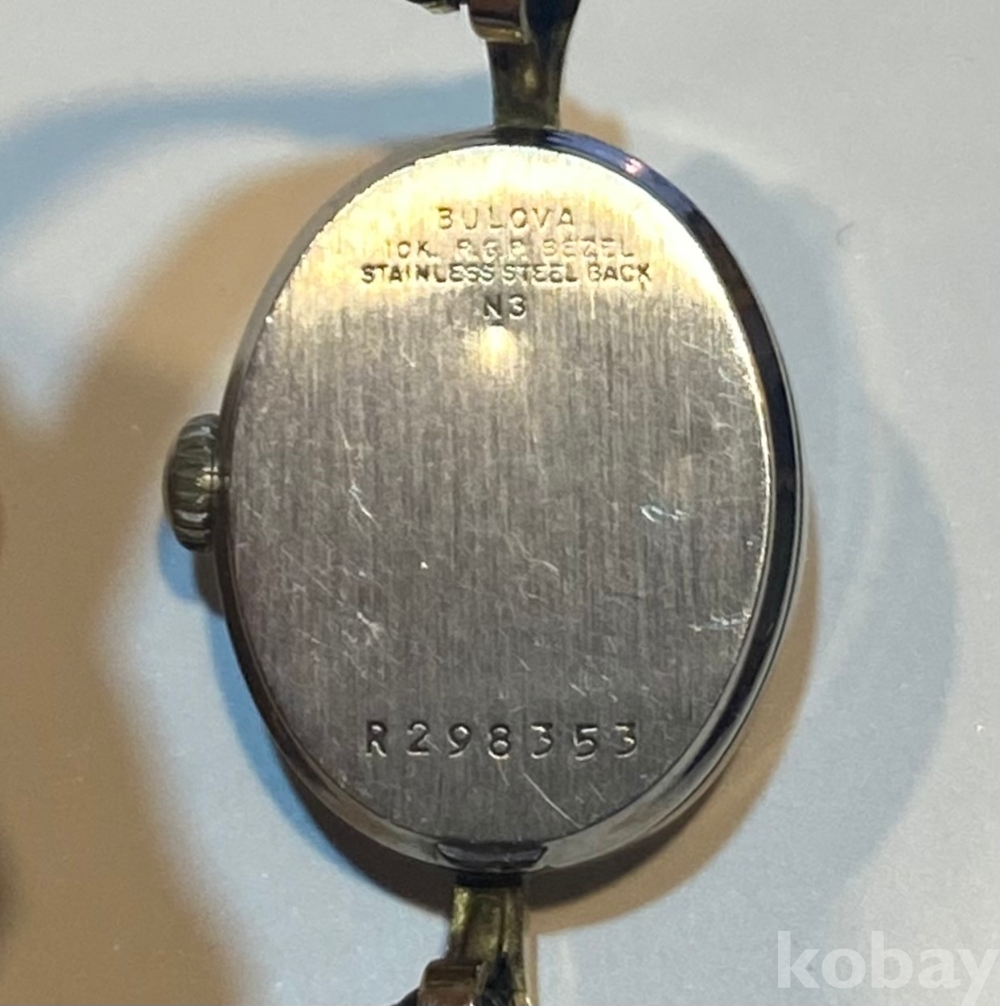 BULOVA
10K. R.G.P. BEZEL
STAINLESS STEEL BACK
N3
R298353
kobay